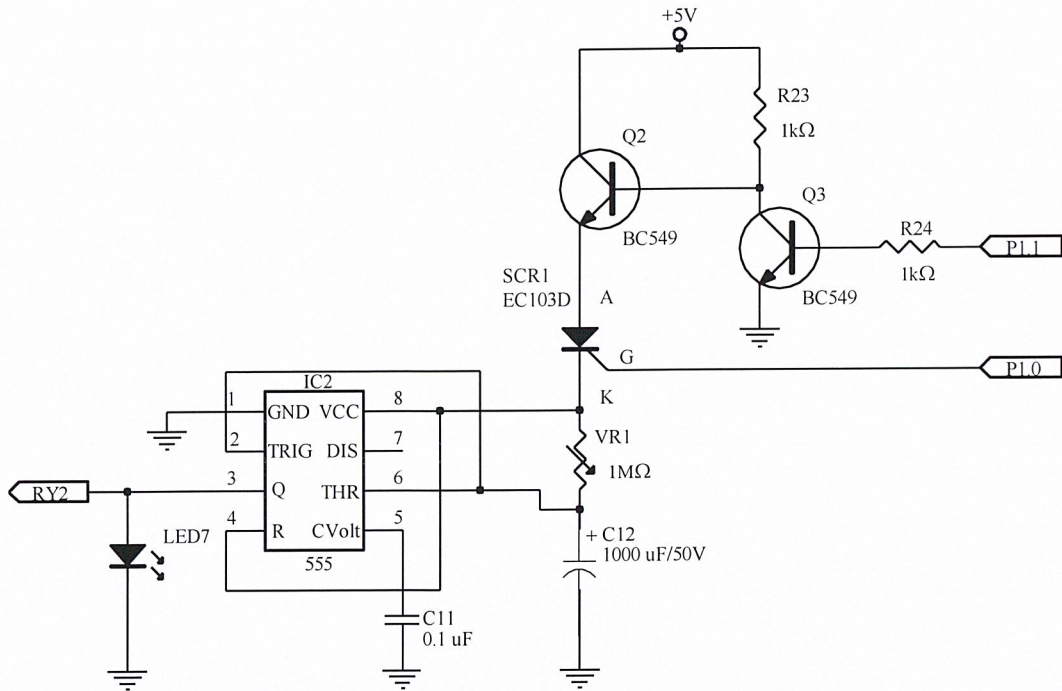 +5V
R23
1kΩ
Q2
BC549
Q3
BC549
R24
1kΩ
P1.1
SCR1
EC103D
A
G
K
P1.0
IC2
1 GND VCC 8
2 TRIG DIS 7
3 Q THR 6
4 R CVolt 5
555
RY2
LED7
VR1
1MΩ
+ C12
1000 uF/50V
C11
0.1 uF